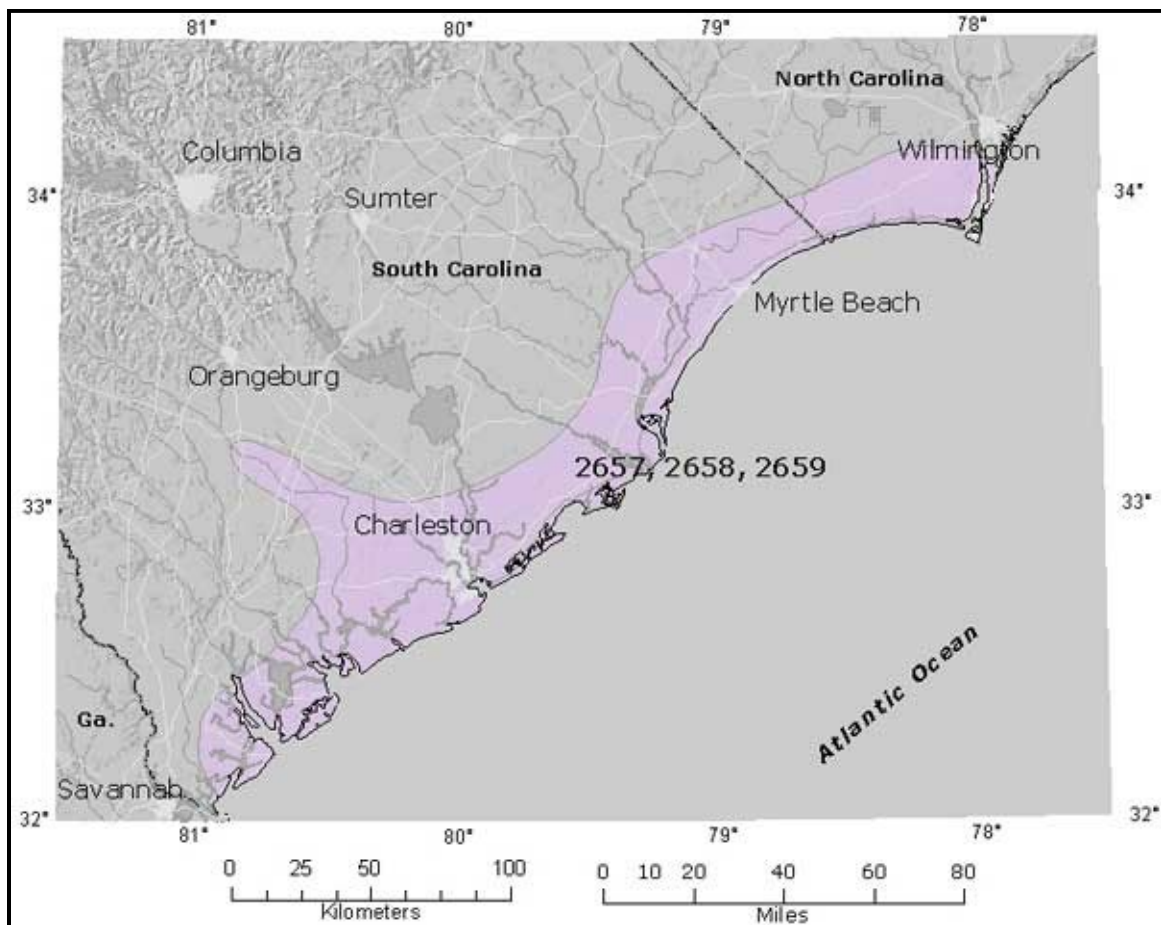 81°
80°
79°
78°
North Carolina
Wilmington
Columbia
34°
34°
Sumter
South Carolina
Myrtle Beach
Orangeburg
2657, 2658, 2659
33°
33°
Charleston
Atlantic Ocean
Ga.
Savannah
32°
32°
81°
80°
79°
78°
0 25 50 100
Kilometers
0 10 20 40 60 80
Miles